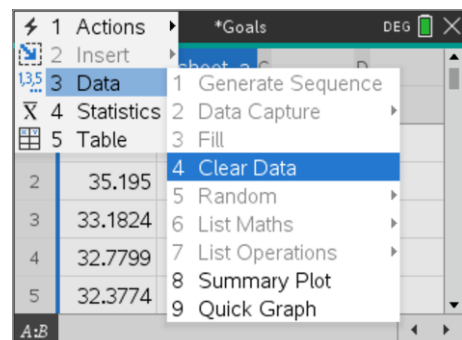 1 Actions
2 Insert
3 Data
4 Statistics
5 Table
*Goals
DEG
1 Generate Sequence
2 Data Capture
3 Fill
4 Clear Data
5 Random
6 List Maths
7 List Operations
8 Summary Plot
9 Quick Graph
2 35.195
3 33.1824
4 32.7799
5 32.3774
A:B